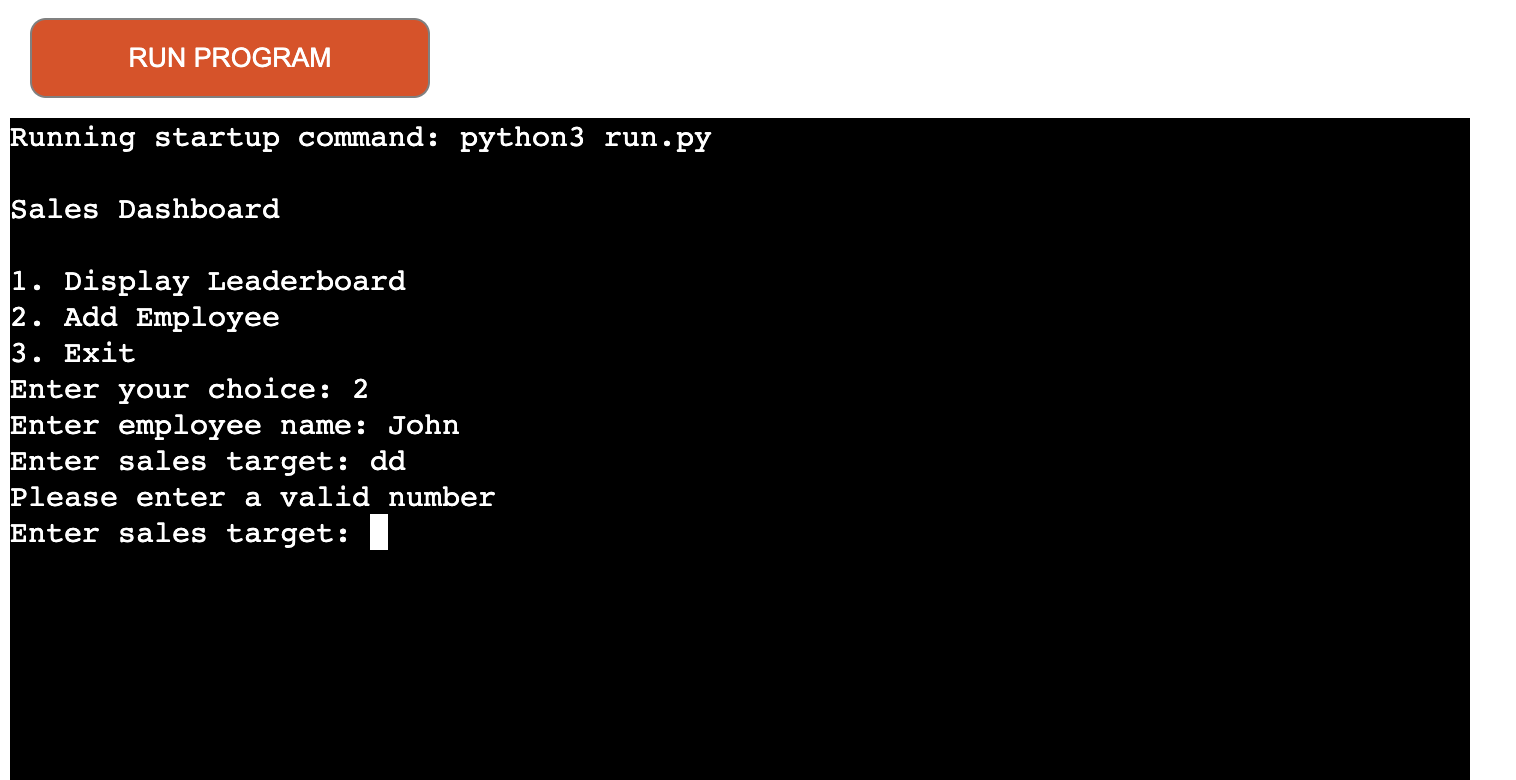 RUN PROGRAM
Running startup command: python3 run.py
Sales Dashboard
1. Display Leaderboard
2. Add Employee
3. Exit
Enter your choice: 2
Enter employee name: John
Enter sales target: dd
Please enter a valid number
Enter sales target: